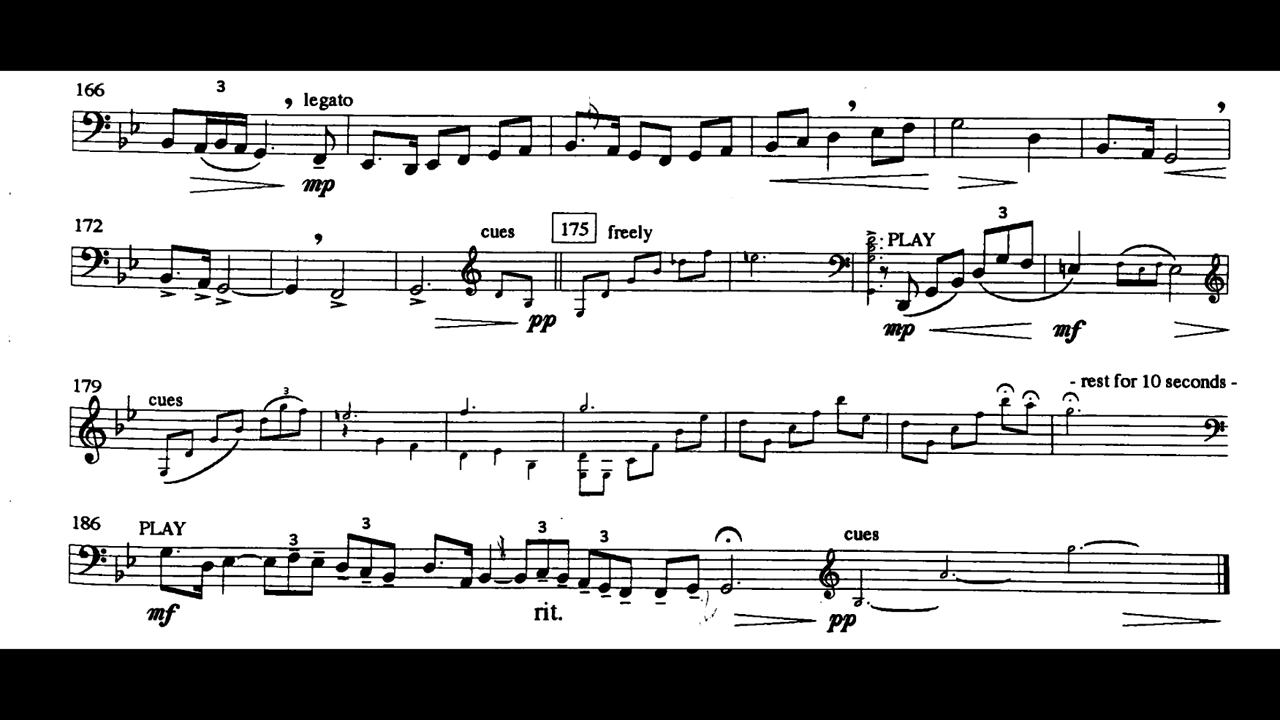 166 3 , legato ,
mp
172 , cues 175 freely PLAY 3
pp mp mf
179 cues 3 - rest for 10 seconds -
186 PLAY 3 3 3 3 cues
mf rit. pp